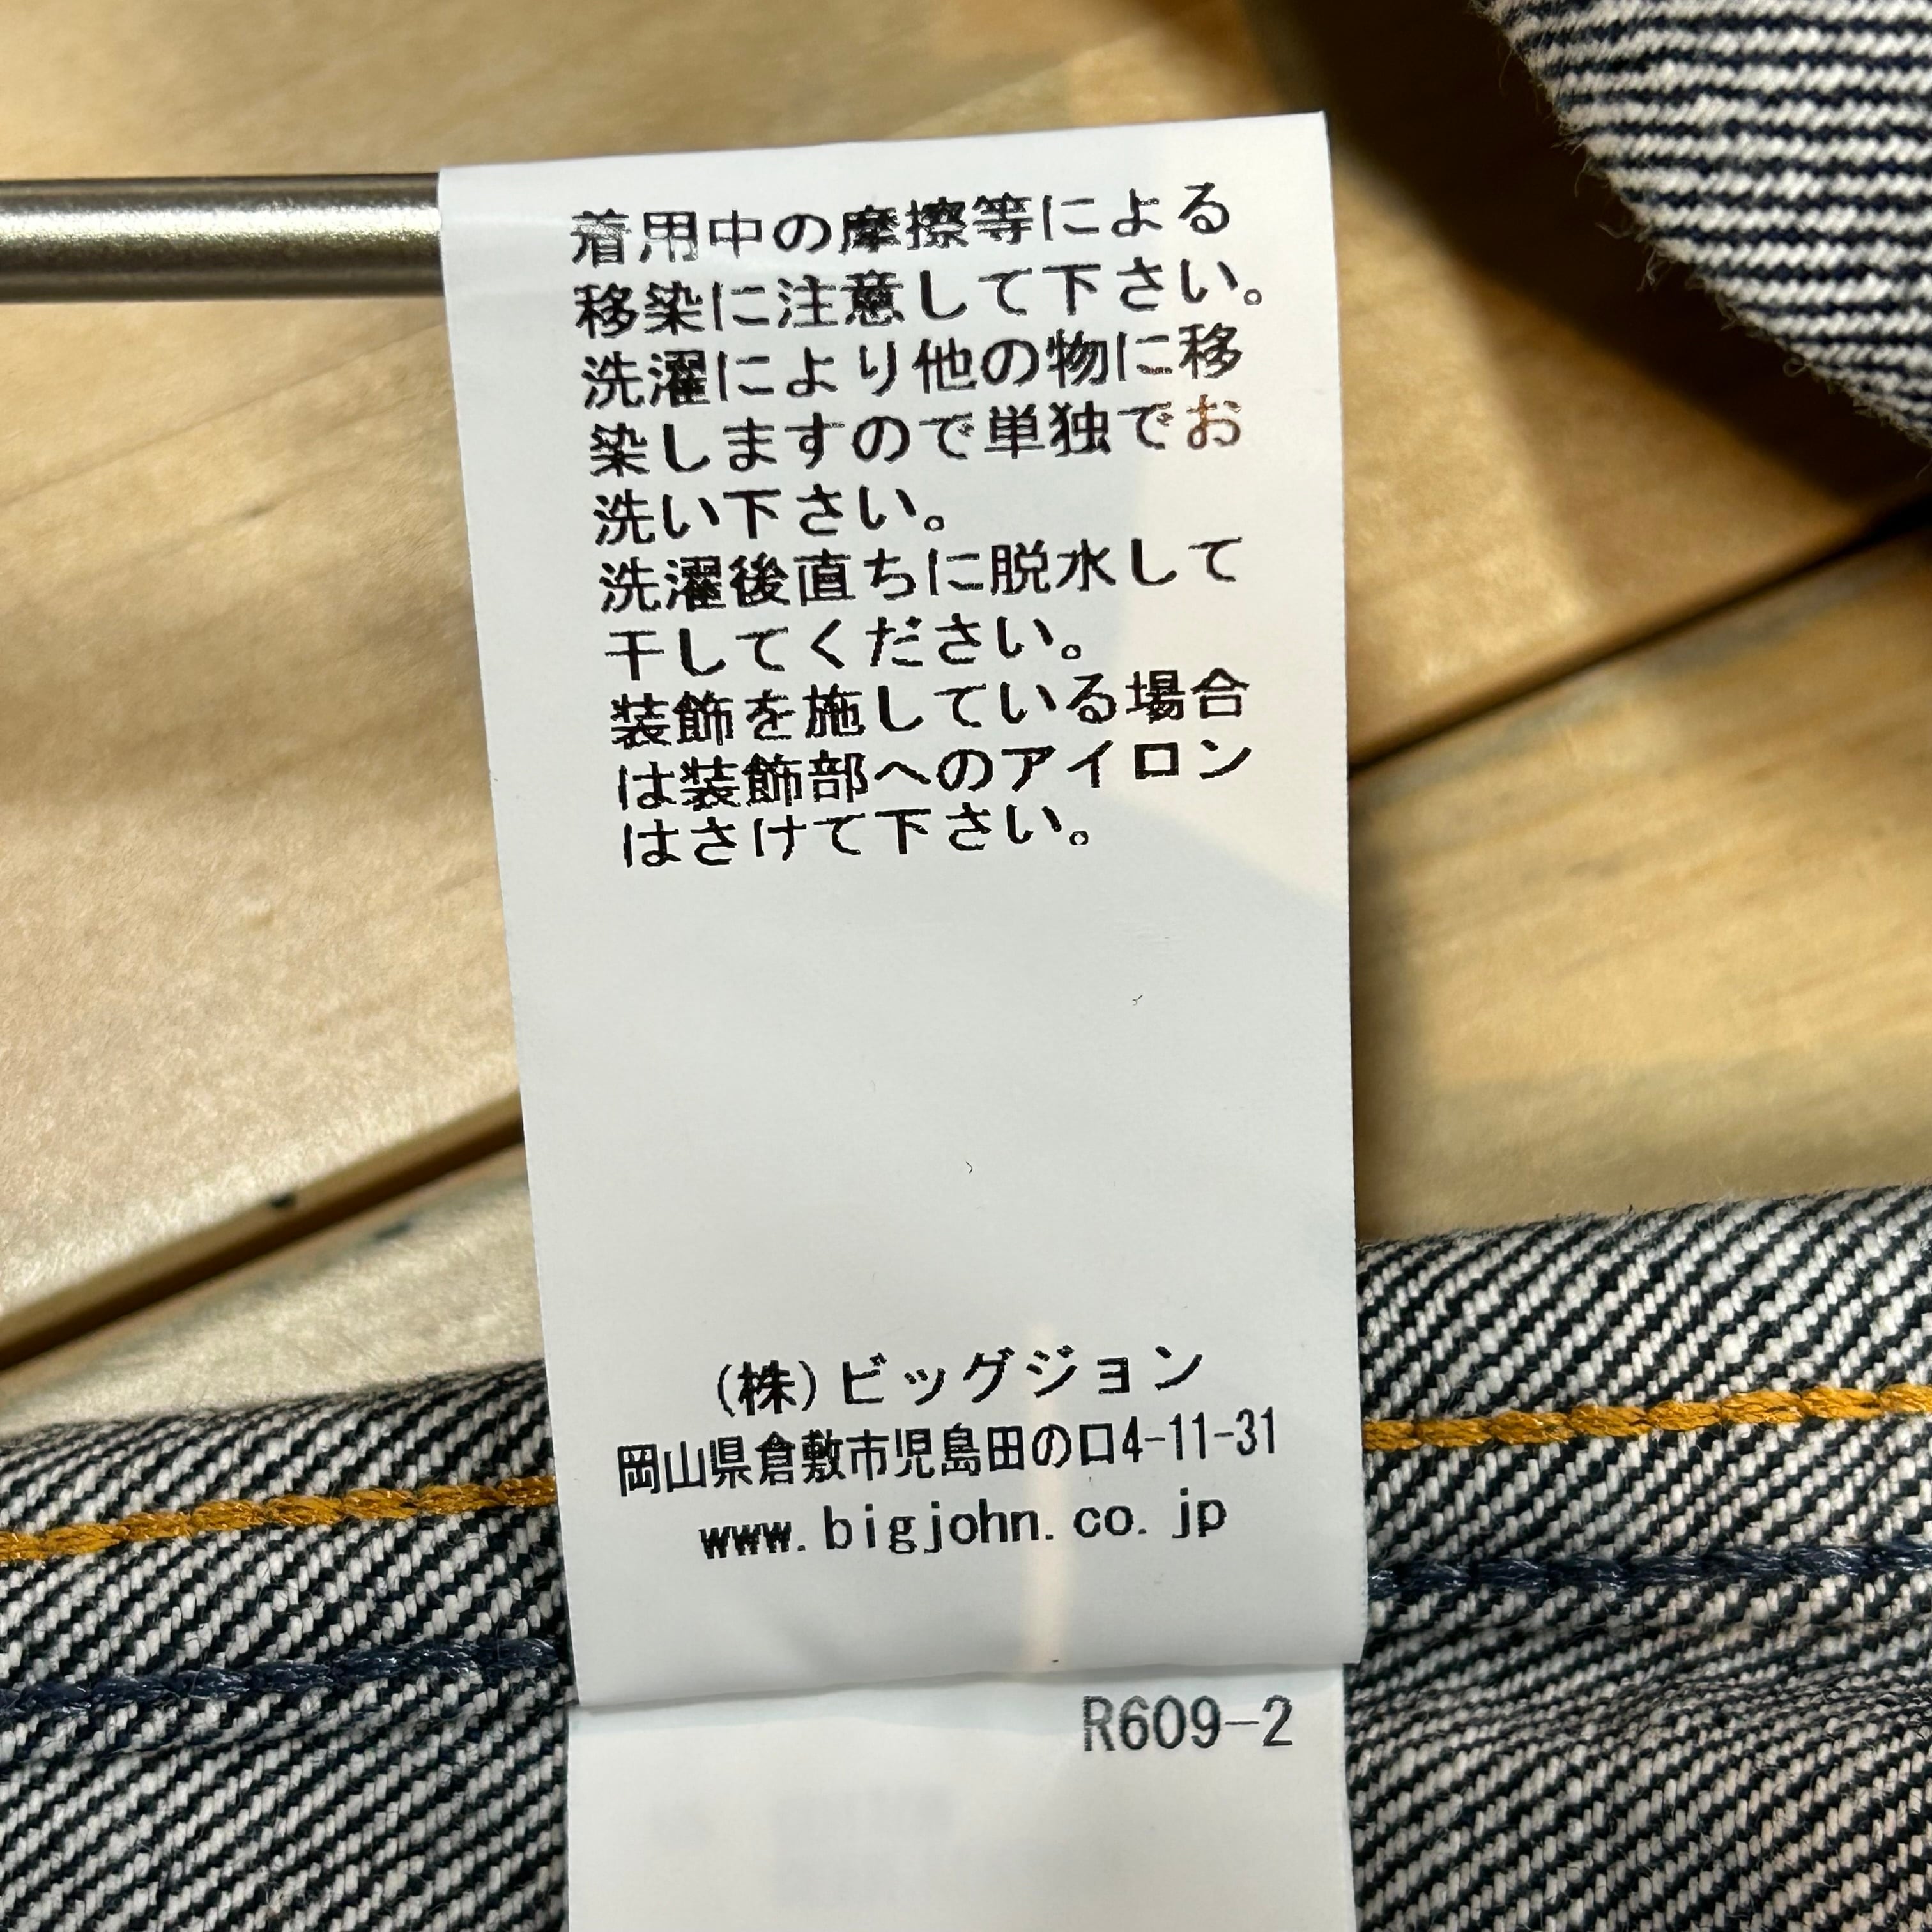 着用中の摩擦等による
移染に注意して下さい。
洗濯により他の物に移
染しますので単独でお
洗い下さい。
洗濯後直ちに脱水して
干してください。
装飾を施している場合
は装飾部へのアイロン
はさけて下さい。
(株)ビッグジョン
岡山県倉敷市児島田の口4-11-31
www.bigjohn.co.jp
R609-2